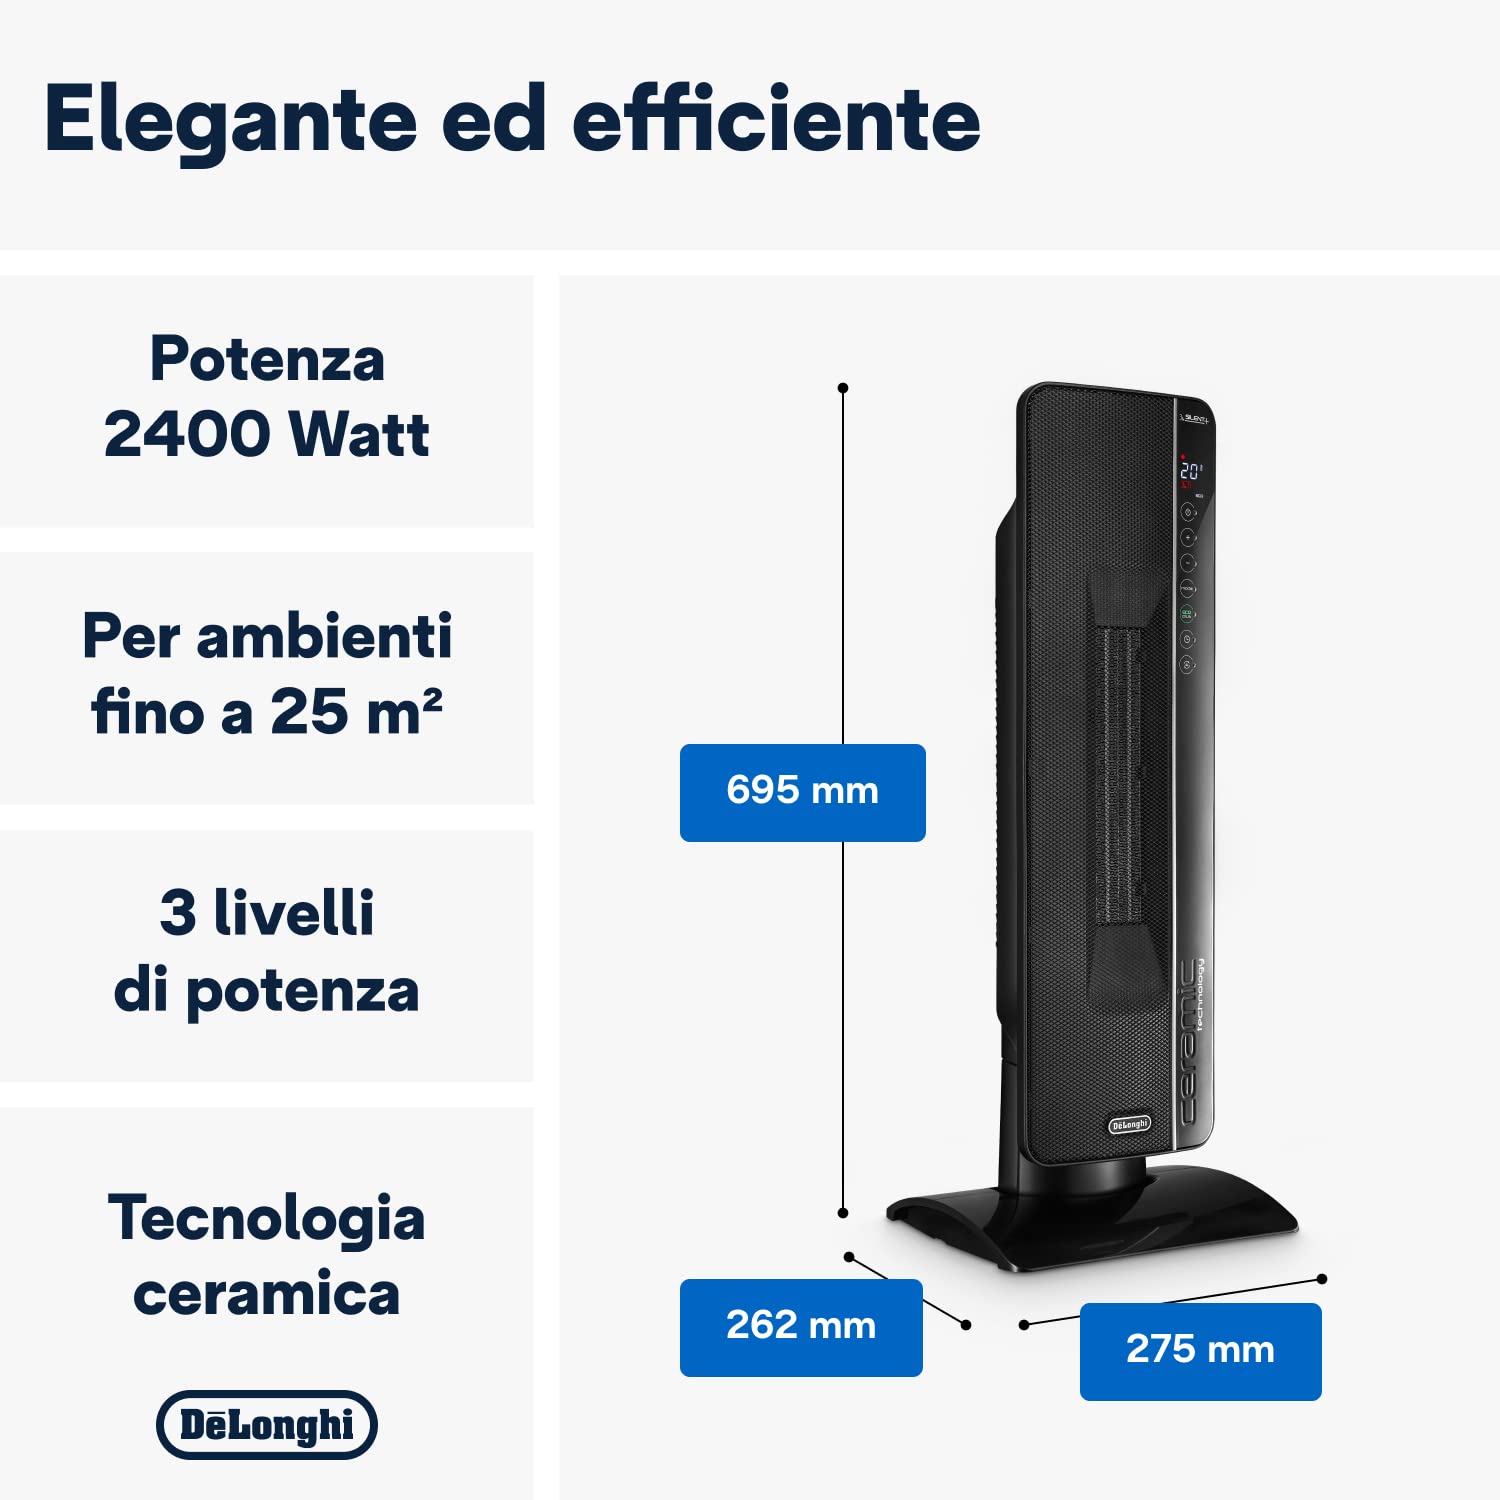 Elegante ed efficiente
Potenza
2400 Watt
Per ambienti
fino a 25 m²
3 livelli
di potenza
Tecnologia
ceramica
DēLonghi
695 mm
262 mm
275 mm
SILENT+
20°
mode
ceramic
technology
DēLonghi